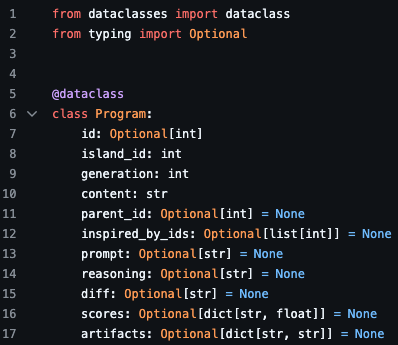 1 from dataclasses import dataclass
2 from typing import Optional
3
4
5 @dataclass
6 class Program:
7     id: Optional[int]
8     island_id: int
9     generation: int
10     content: str
11     parent_id: Optional[int] = None
12     inspired_by_ids: Optional[list[int]] = None
13     prompt: Optional[str] = None
14     reasoning: Optional[str] = None
15     diff: Optional[str] = None
16     scores: Optional[dict[str, float]] = None
17     artifacts: Optional[dict[str, str]] = None